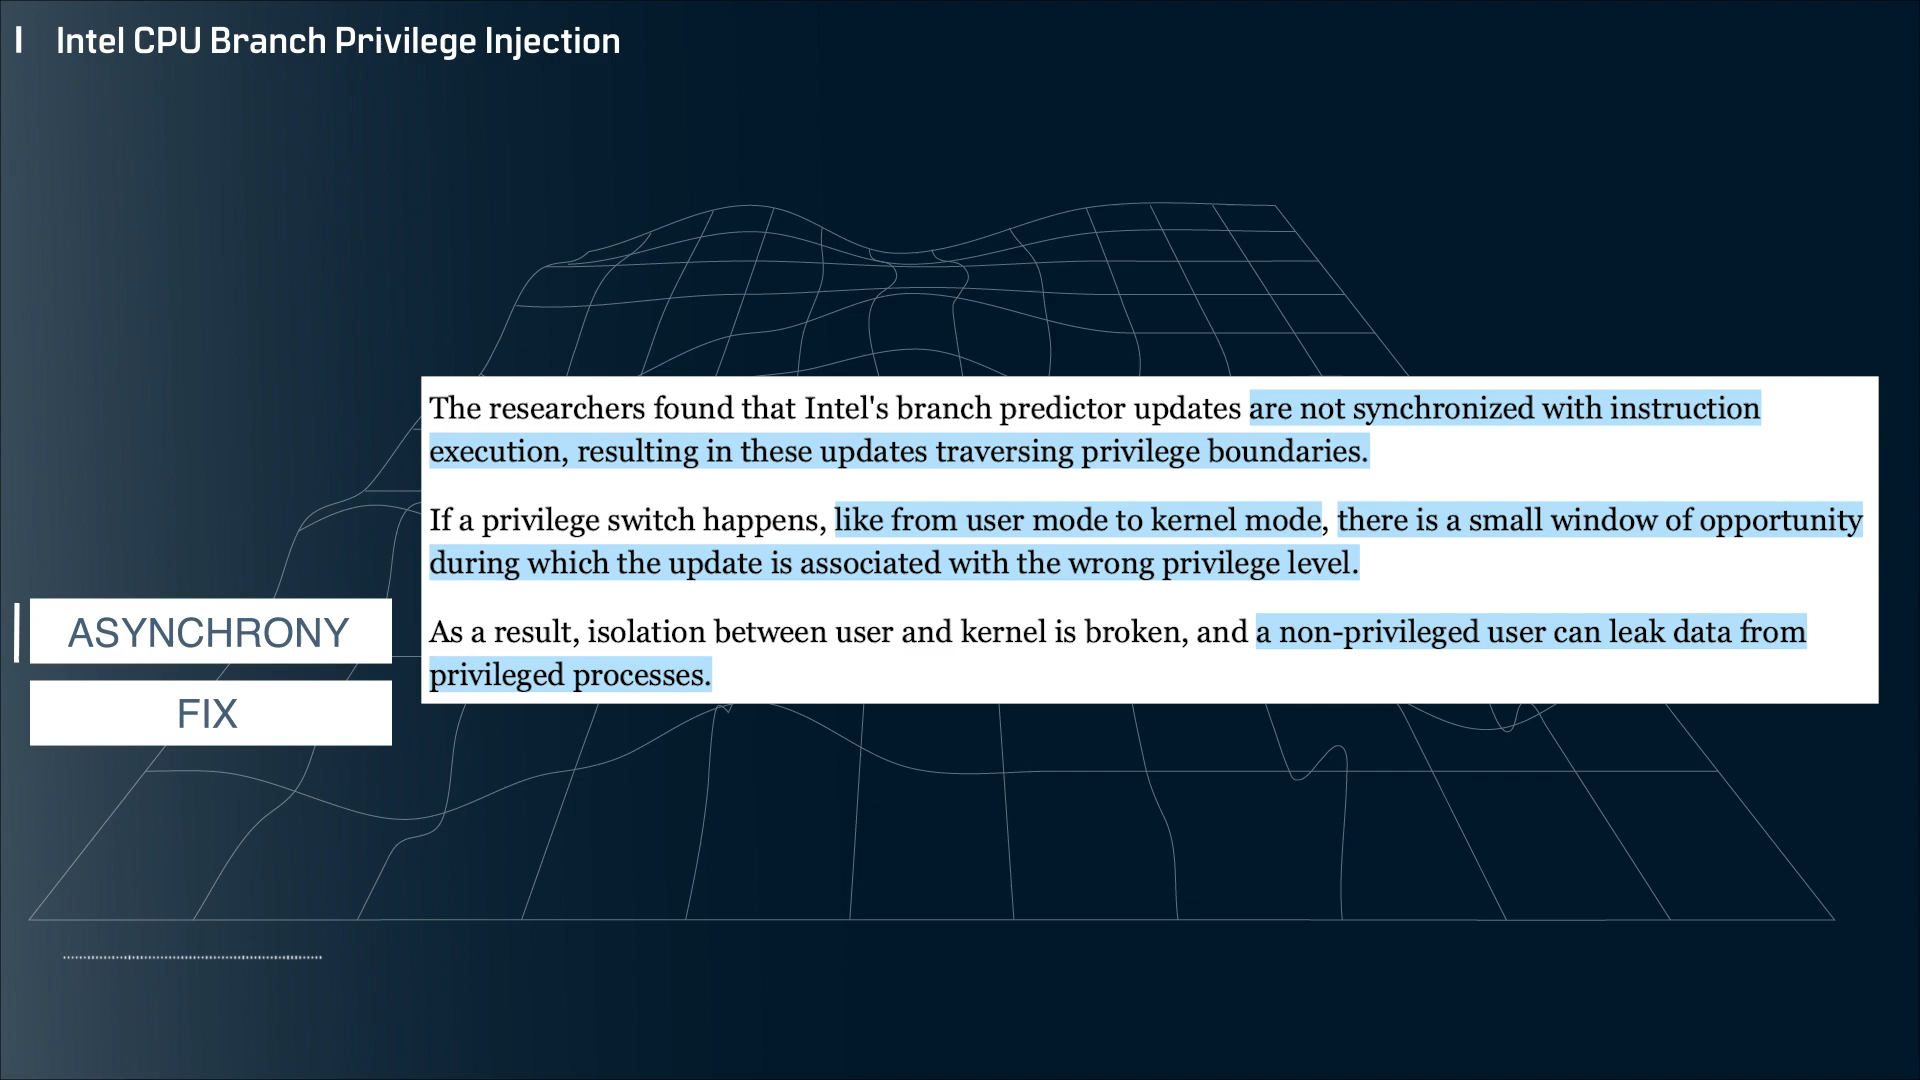 Intel CPU Branch Privilege Injection
The researchers found that Intel's branch predictor updates are not synchronized with instruction
execution, resulting in these updates traversing privilege boundaries.
If a privilege switch happens, like from user mode to kernel mode, there is a small window of opportunity
during which the update is associated with the wrong privilege level.
As a result, isolation between user and kernel is broken, and a non-privileged user can leak data from
privileged processes.
ASYNCHRONY
FIX